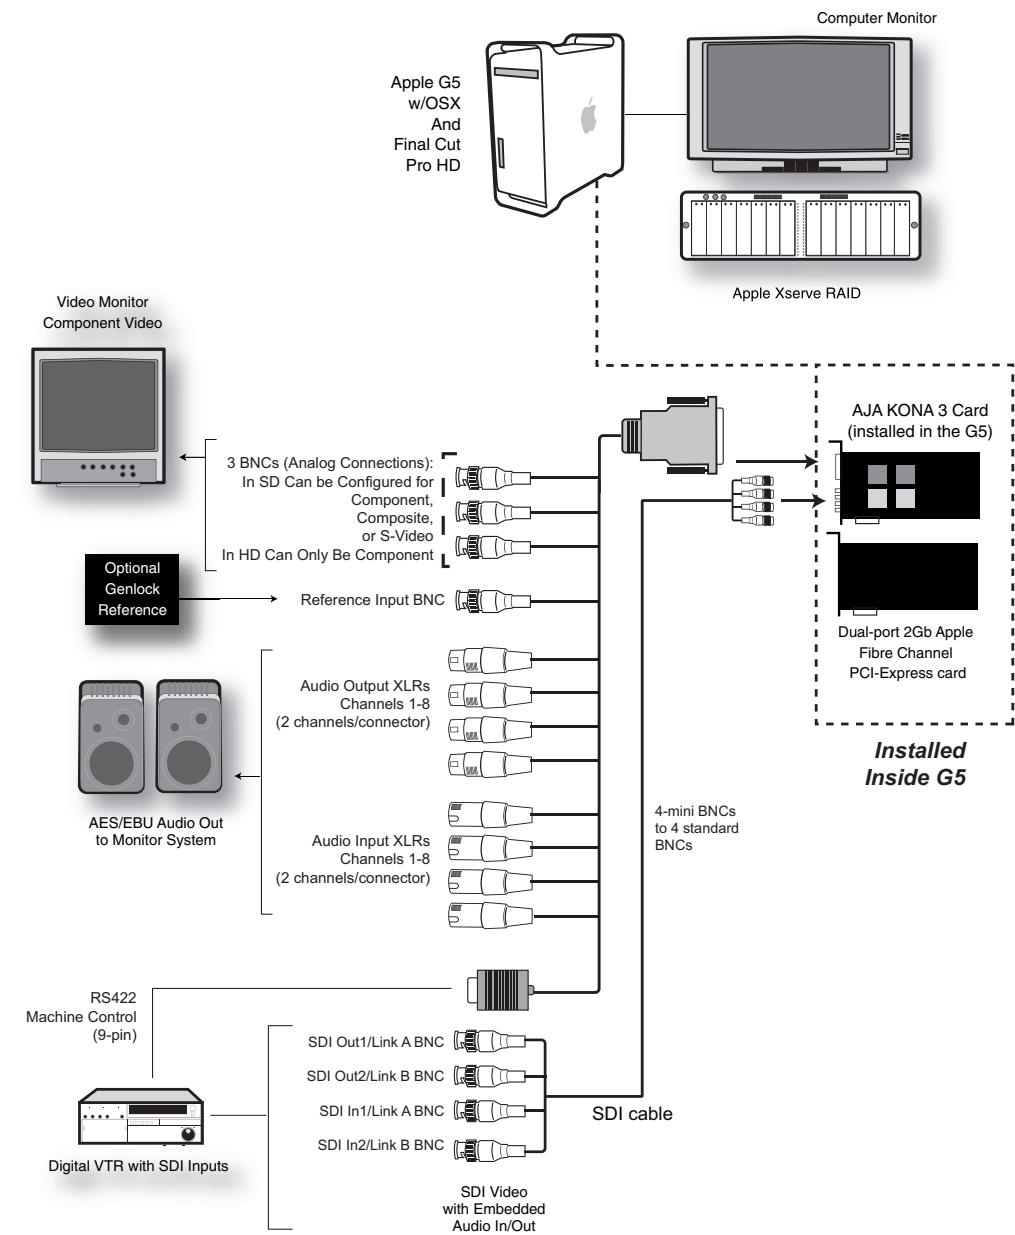 Computer Monitor
Apple G5
w/OSX
And
Final Cut
Pro HD
Apple Xserve RAID
Video Monitor
Component Video
AJA KONA 3 Card
(installed in the G5)
3 BNCs (Analog Connections):
In SD Can be Configured for
Component,
Composite,
or S-Video
In HD Can Only Be Component
Optional
Genlock
Reference
Reference Input BNC
Dual-port 2Gb Apple
Fibre Channel
PCI-Express card
Audio Output XLRs
Channels 1-8
(2 channels/connector)
Installed
Inside G5
AES/EBU Audio Out
to Monitor System
4-mini BNCs
to 4 standard
BNCs
Audio Input XLRs
Channels 1-8
(2 channels/connector)
RS422
Machine Control
(9-pin)
SDI Out1/Link A BNC
SDI Out2/Link B BNC
SDI In1/Link A BNC
SDI In2/Link B BNC
SDI cable
Digital VTR with SDI Inputs
SDI Video
with Embedded
Audio In/Out